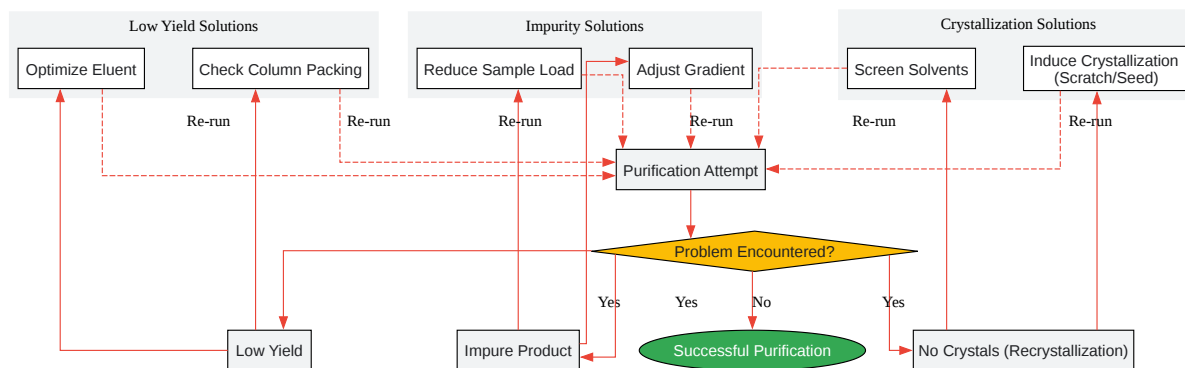 Low Yield Solutions
Impurity Solutions
Crystallization Solutions
Optimize Eluent
Check Column Packing
Reduce Sample Load
Adjust Gradient
Screen Solvents
Induce Crystallization
(Scratch/Seed)
Re-run
Re-run
Re-run
Re-run
Re-run
Re-run
Purification Attempt
Problem Encountered?
Yes
Yes
No
Yes
Low Yield
Impure Product
Successful Purification
No Crystals (Recrystallization)